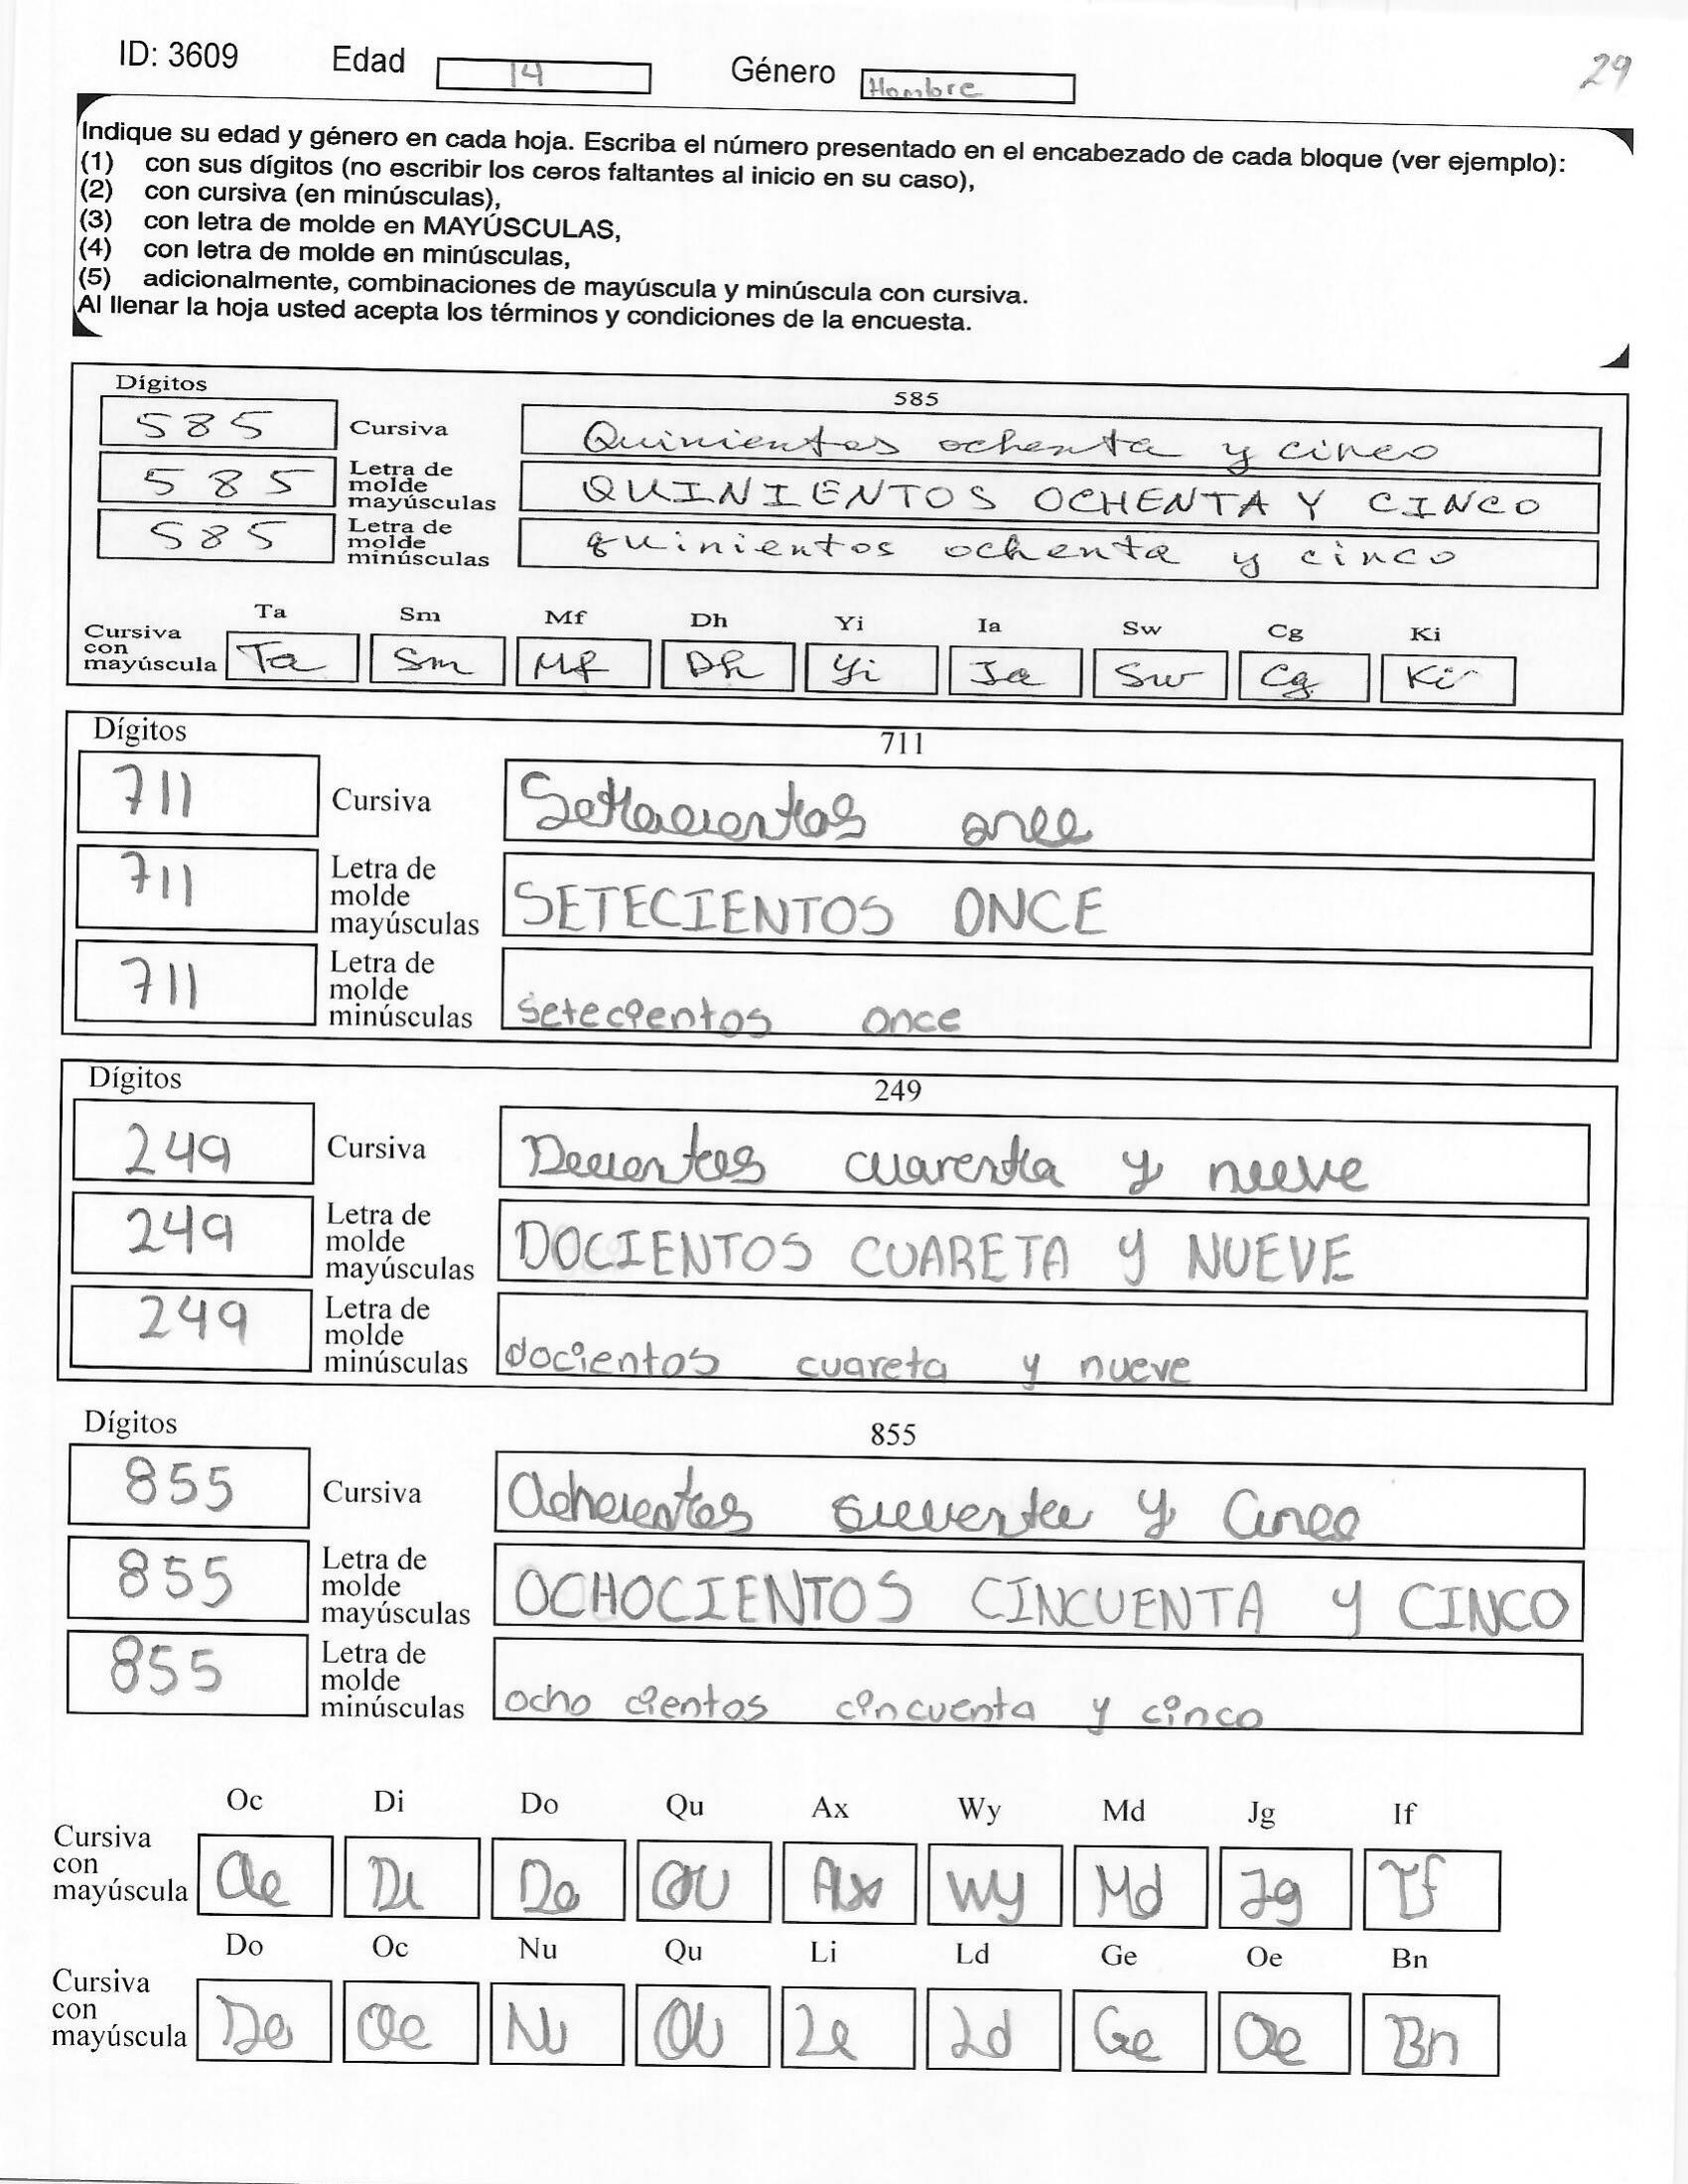 ID: 3609 Edad 14 Género Hombre 29
Indique su edad y género en cada hoja. Escriba el número presentado en el encabezado de cada bloque (ver ejemplo):
(1) con sus dígitos (no escribir los ceros faltantes al inicio en su caso),
(2) con cursiva (en minúsculas),
(3) con letra de molde en MAYÚSCULAS,
(4) con letra de molde en minúsculas,
(5) adicionalmente, combinaciones de mayúscula y minúscula con cursiva.
Al llenar la hoja usted acepta los términos y condiciones de la encuesta.
Dígitos 585
585 Cursiva Quinientos ochenta y cinco
585 Letra de molde mayúsculas QUINIENTOS OCHENTA Y CINCO
585 Letra de molde minúsculas quinientos ochenta y cinco
Ta Sm Mf Dh Yi Ia Sw Cg Ki
Cursiva con mayúscula Ta Sm Mf Dh Yi Ia Sw Cg Ki
Dígitos 711
711 Cursiva Setecientos once
711 Letra de molde mayúsculas SETECIENTOS ONCE
711 Letra de molde minúsculas setecientos once
Dígitos 249
249 Cursiva cuarenta y nueve
249 Letra de molde mayúsculas DOCIENTOS CUARETA y NUEVE
249 Letra de molde minúsculas docientos cuareta y nueve
Dígitos 855
855 Cursiva Ochocientos y Cinco
855 Letra de molde mayúsculas OCHOCIENTOS CINCUENTA y CINCO
855 Letra de molde minúsculas ocho cientos cincuenta y cinco
Oc Di Do Qu Ax Wy Md Jg If
Cursiva con mayúscula Oc Di Do Qu Ax Wy Md Jg If
Do Oc Nu Qu Li Ld Ge Oe Bn
Cursiva con mayúscula Do Oc Nu Qu Li Ld Ge Oe Bn